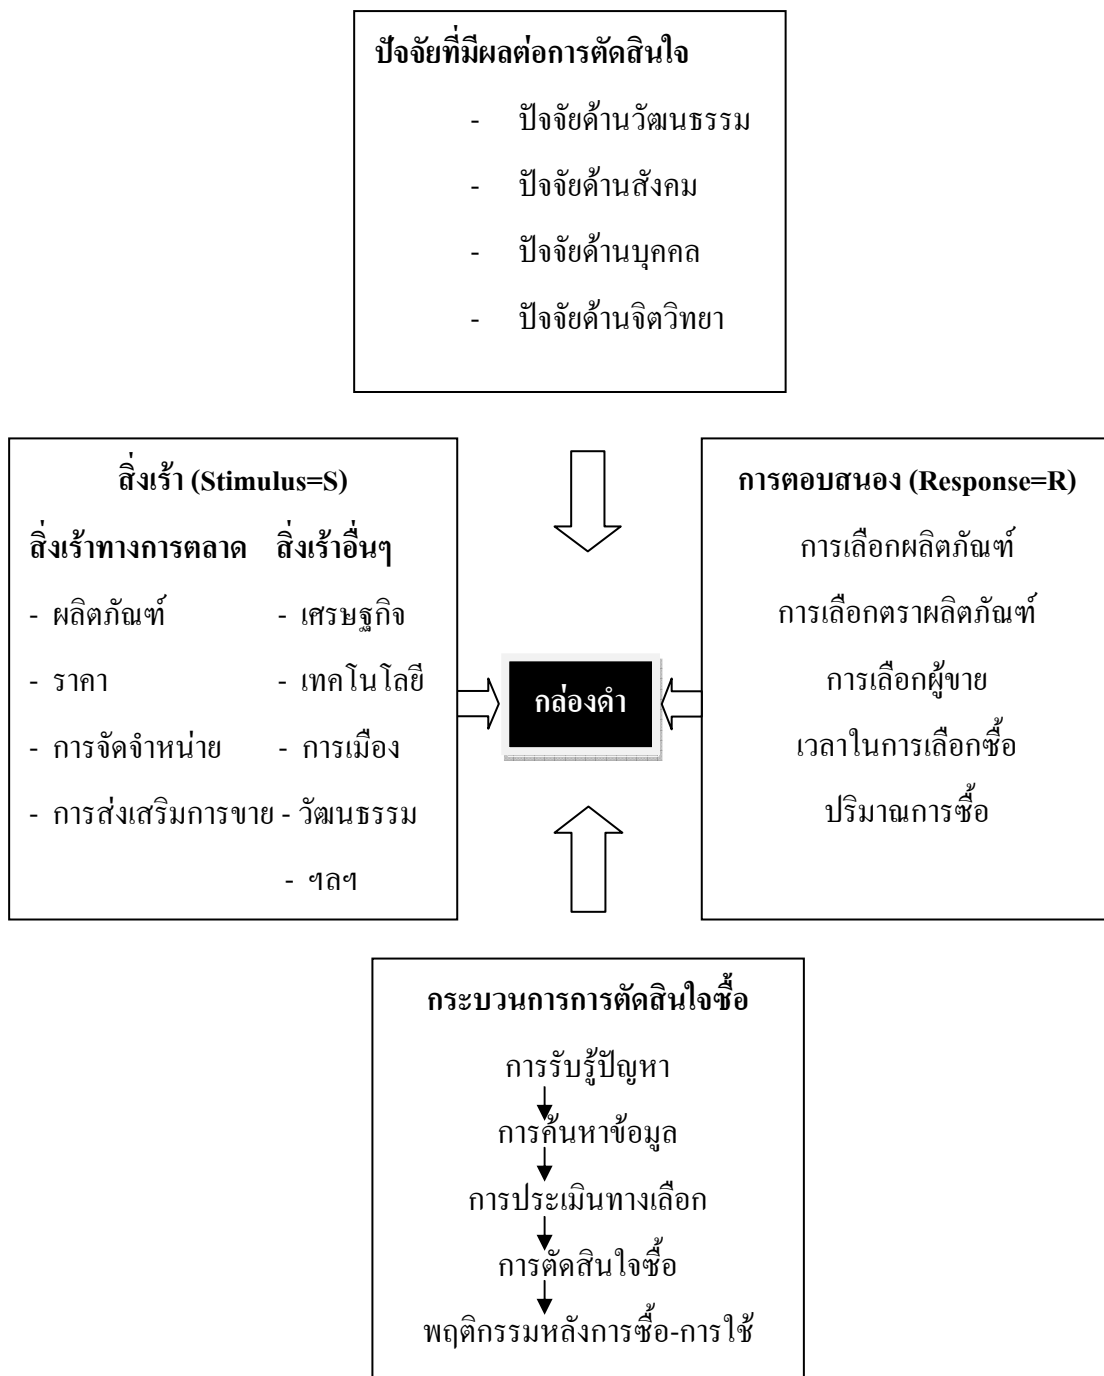 ปัจจัยที่มีผลต่อการตัดสินใจ
- ปัจจัยด้านวัฒนธรรม
- ปัจจัยด้านสังคม
- ปัจจัยด้านบุคคล
- ปัจจัยด้านจิตวิทยา
สิ่งเร้า (Stimulus=S)
สิ่งเร้าทางการตลาด สิ่งเร้าอื่นๆ
- ผลิตภัณฑ์ - เศรษฐกิจ
- ราคา - เทคโนโลยี
- การจัดจำหน่าย - การเมือง
- การส่งเสริมการขาย - วัฒนธรรม
- ฯลฯ
กล่องดำ
การตอบสนอง (Response=R)
การเลือกผลิตภัณฑ์
การเลือกตราผลิตภัณฑ์
การเลือกผู้ขาย
เวลาในการเลือกซื้อ
ปริมาณการซื้อ
กระบวนการการตัดสินใจซื้อ
การรับรู้ปัญหา
การค้นหาข้อมูล
การประเมินทางเลือก
การตัดสินใจซื้อ
พฤติกรรมหลังการซื้อ-การใช้